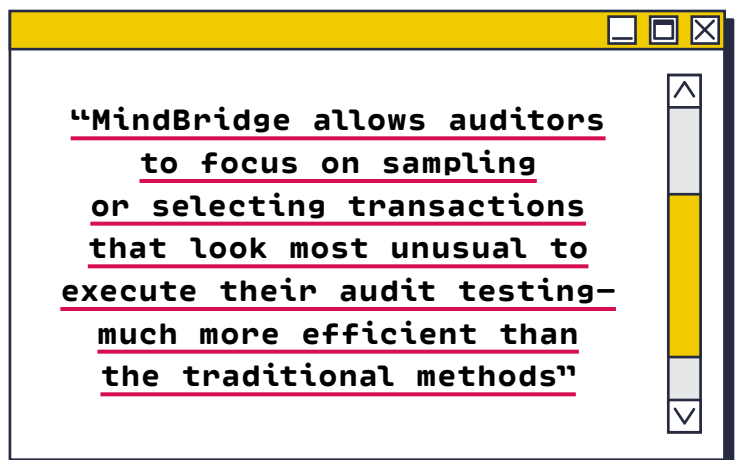 “MindBridge allows auditors
to focus on sampling
or selecting transactions
that look most unusual to
execute their audit testing—
much more efficient than
the traditional methods”